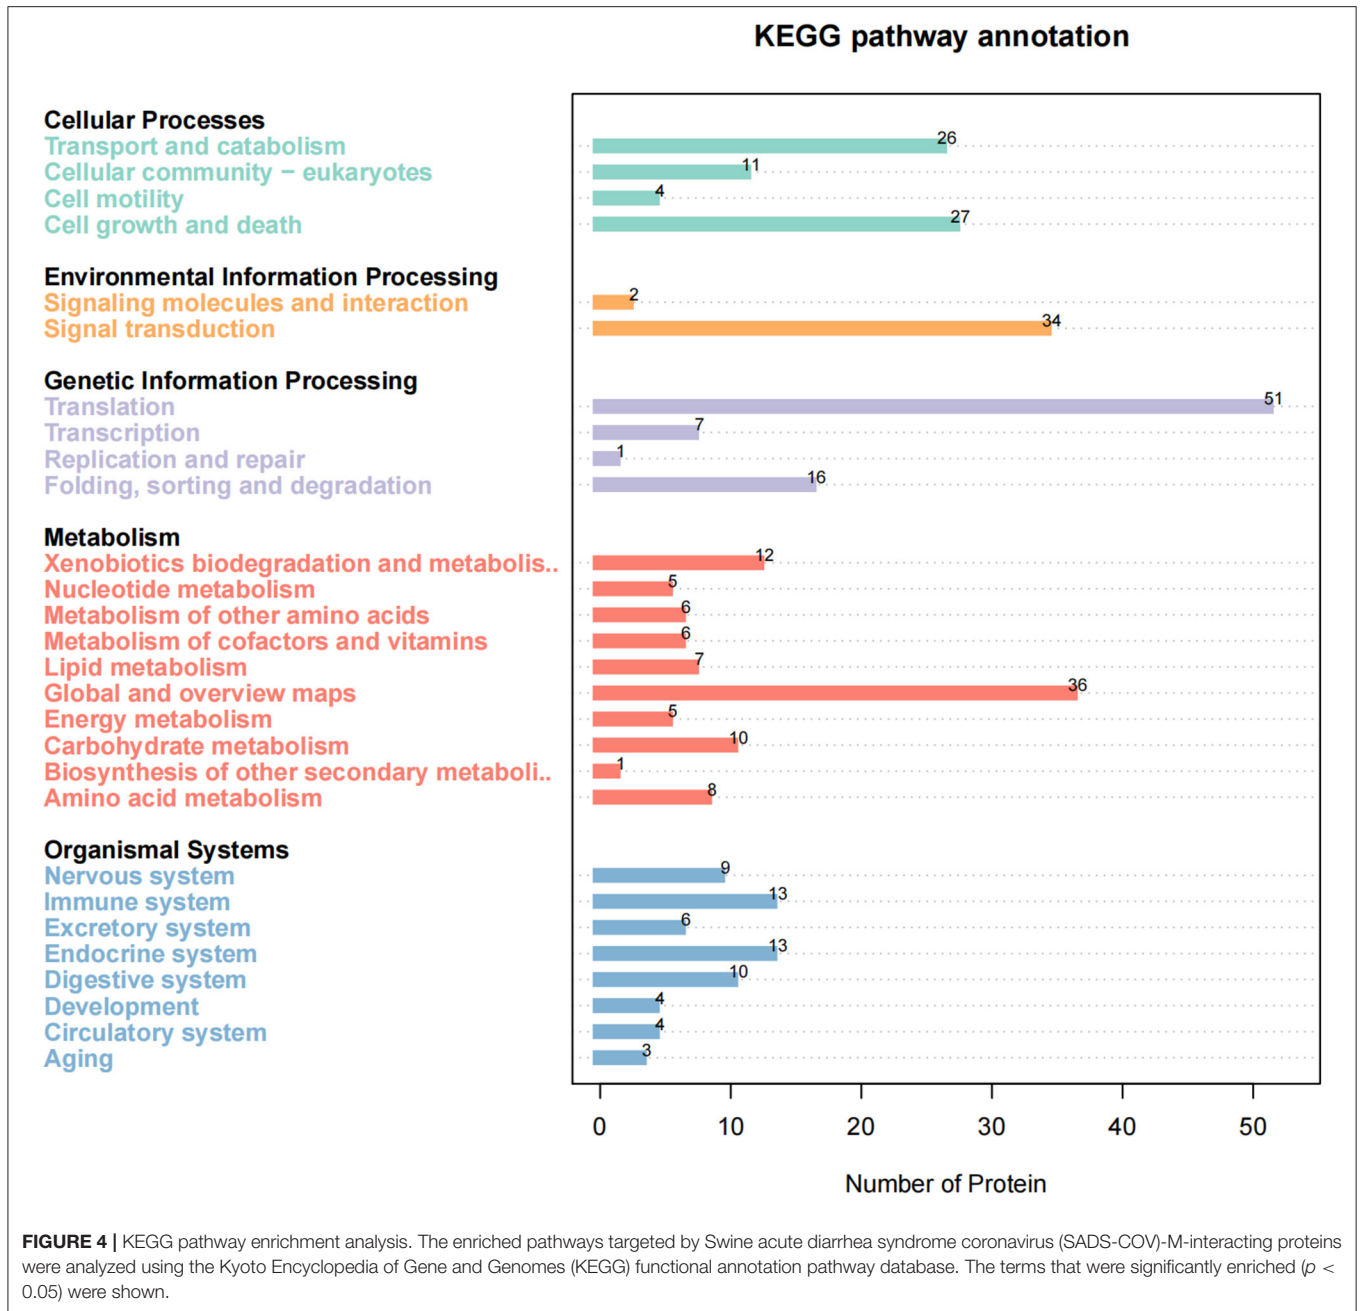 KEGG pathway annotation
Cellular Processes
Transport and catabolism 26
Cellular community − eukaryotes 11
Cell motility 4
Cell growth and death 27
Environmental Information Processing
Signaling molecules and interaction 2
Signal transduction 34
Genetic Information Processing
Translation 51
Transcription 7
Replication and repair 1
Folding, sorting and degradation 16
Metabolism
Xenobiotics biodegradation and metabolis.. 12
Nucleotide metabolism 5
Metabolism of other amino acids 6
Metabolism of cofactors and vitamins 6
Lipid metabolism 7
Global and overview maps 36
Energy metabolism 5
Carbohydrate metabolism 10
Biosynthesis of other secondary metaboli.. 1
Amino acid metabolism 8
Organismal Systems
Nervous system 9
Immune system 13
Excretory system 6
Endocrine system 13
Digestive system 10
Development 4
Circulatory system 4
Aging 3
0 10 20 30 40 50
Number of Protein
FIGURE 4 | KEGG pathway enrichment analysis. The enriched pathways targeted by Swine acute diarrhea syndrome coronavirus (SADS-COV)-M-interacting proteins
were analyzed using the Kyoto Encyclopedia of Gene and Genomes (KEGG) functional annotation pathway database. The terms that were significantly enriched (p <
0.05) were shown.